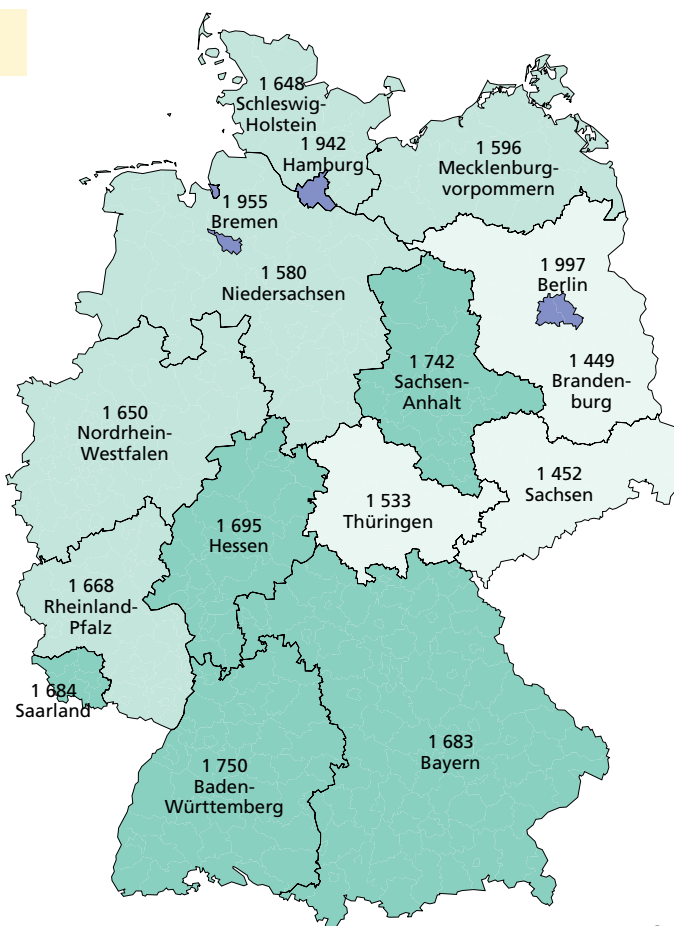 1 648
Schleswig-
Holstein
1 942
Hamburg
1 596
Mecklenburg-
vorpommern
1 955
Bremen
1 580
Niedersachsen
1 997
Berlin
1 742
Sachsen-
Anhalt
1 449
Branden-
burg
1 650
Nordrhein-
Westfalen
1 452
Sachsen
1 533
Thüringen
1 695
Hessen
1 668
Rheinland-
Pfalz
1 684
Saarland
1 683
Bayern
1 750
Baden-
Württemberg